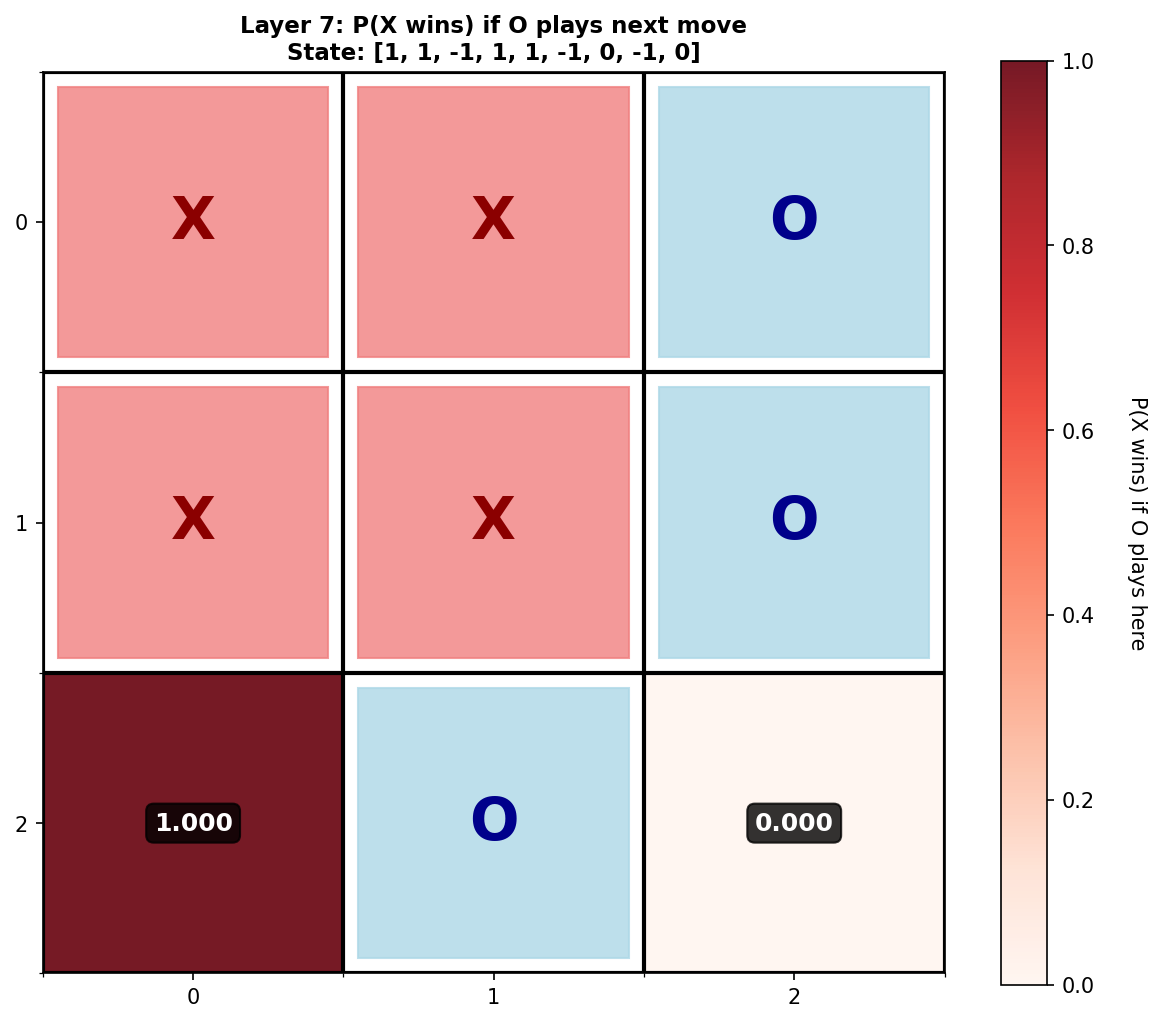 Layer 7: P(X wins) if O plays next move
State: [1, 1, -1, 1, 1, -1, 0, -1, 0]
0
X
X
O
1
X
X
O
2
1.000
O
0.000
0
1
2
1.0
0.8
0.6
0.4
0.2
0.0
P(X wins) if O plays here